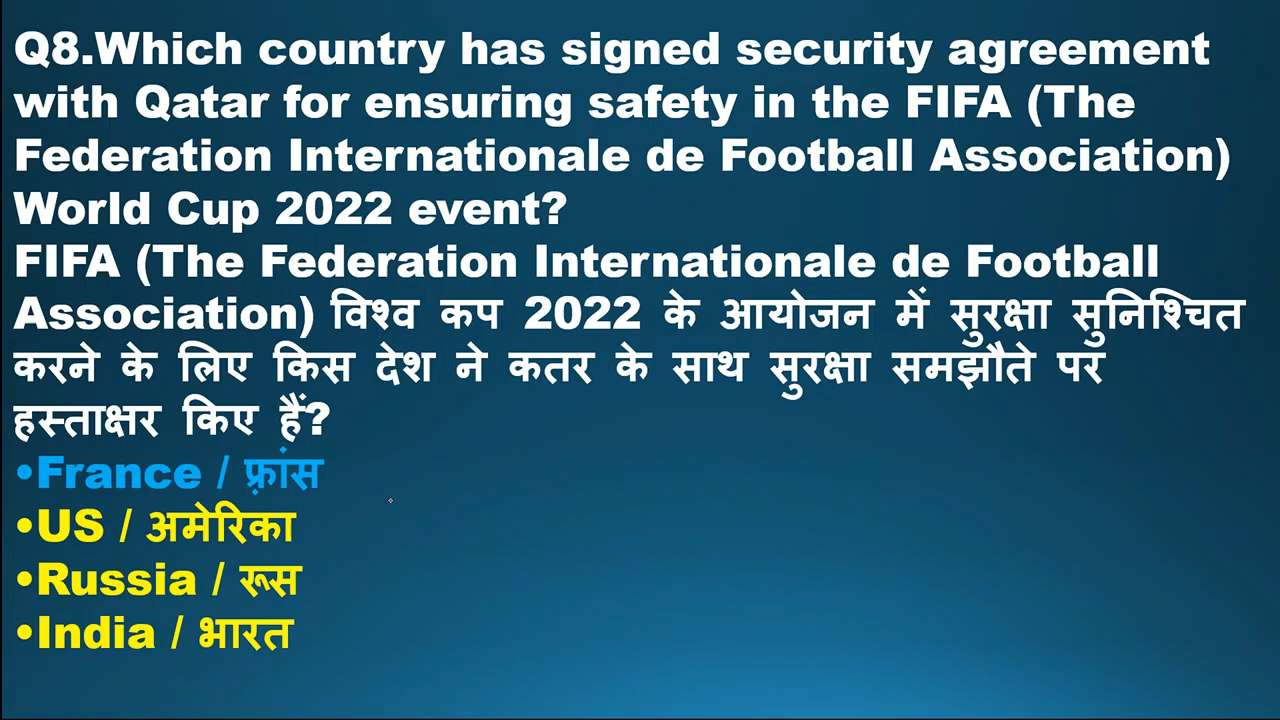 Q8.Which country has signed security agreement
with Qatar for ensuring safety in the FIFA (The
Federation Internationale de Football Association)
World Cup 2022 event?
FIFA (The Federation Internationale de Football
Association) विश्व कप 2022 के आयोजन में सुरक्षा सुनिश्चित
करने के लिए किस देश ने कतर के साथ सुरक्षा समझौते पर
हस्ताक्षर किए हैं?
•France / फ़्रांस
•US / अमेरिका
•Russia / रूस
•India / भारत